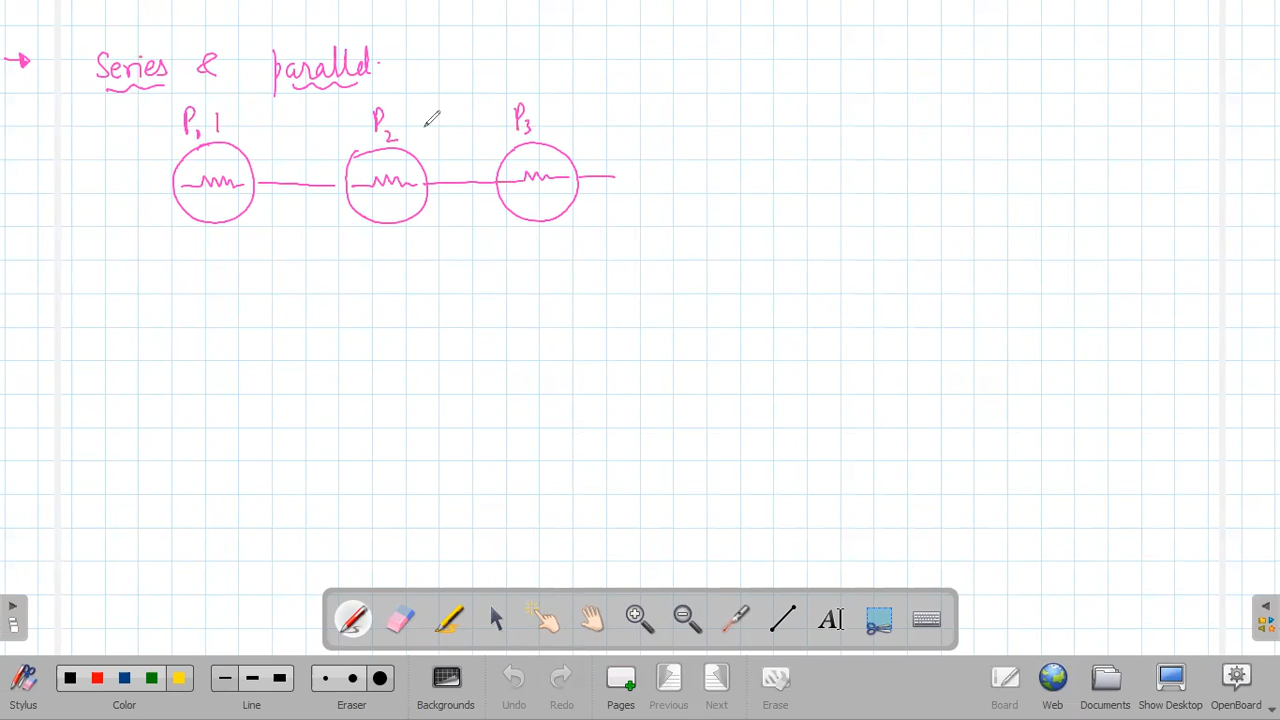 Series & parallel.
P₁ | P₂ P₃
AI
Stylus Color Line Eraser Backgrounds Undo Redo Pages Previous Next Erase Board Web Documents Show Desktop OpenBoard